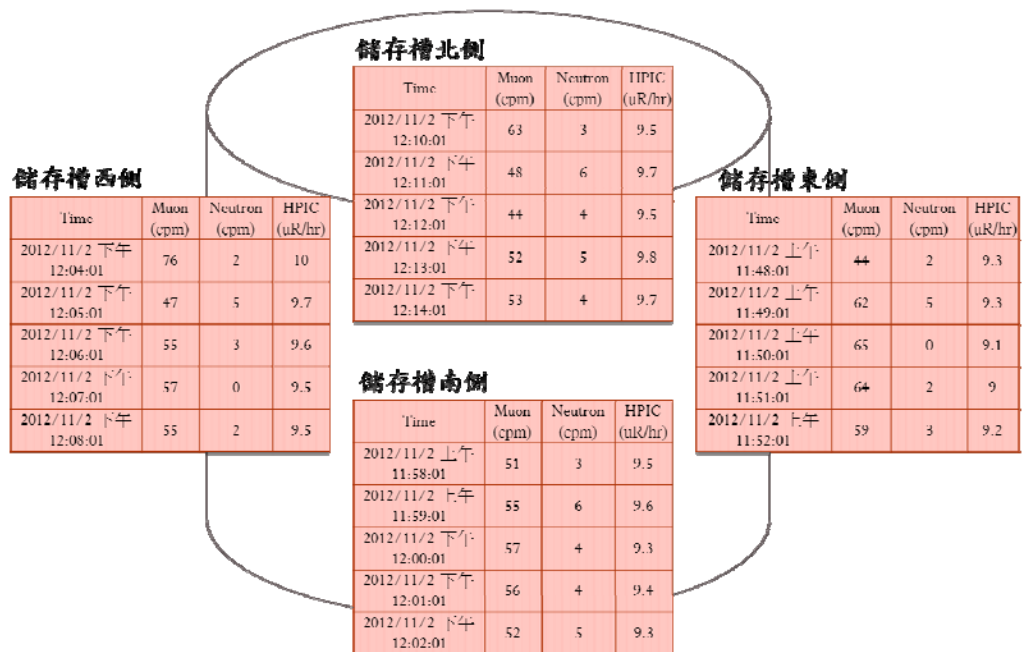 儲存槽北側
Time Muon (cpm) Neutron (cpm) HPIC (uR/hr)
2012/11/2 下午 12:10:01 63 3 9.5
2012/11/2 下午 12:11:01 48 6 9.7
2012/11/2 下午 12:12:01 44 4 9.5
2012/11/2 下午 12:13:01 52 5 9.8
2012/11/2 下午 12:14:01 53 4 9.7
儲存槽西側
Time Muon (cpm) Neutron (cpm) HPIC (uR/hr)
2012/11/2 下午 12:04:01 76 2 10
2012/11/2 下午 12:05:01 47 5 9.7
2012/11/2 下午 12:06:01 55 3 9.6
2012/11/2 下午 12:07:01 57 0 9.5
2012/11/2 下午 12:08:01 55 2 9.5
儲存槽東側
Time Muon (cpm) Neutron (cpm) HPIC (uR/hr)
2012/11/2 上午 11:48:01 44 2 9.3
2012/11/2 上午 11:49:01 62 5 9.3
2012/11/2 上午 11:50:01 65 0 9.1
2012/11/2 上午 11:51:01 64 2 9
2012/11/2 上午 11:52:01 59 3 9.2
儲存槽南側
Time Muon (cpm) Neutron (cpm) HPIC (uR/hr)
2012/11/2 上午 11:58:01 51 3 9.5
2012/11/2 上午 11:59:01 55 6 9.6
2012/11/2 下午 12:00:01 57 4 9.3
2012/11/2 下午 12:01:01 56 4 9.4
2012/11/2 下午 12:02:01 52 5 9.3